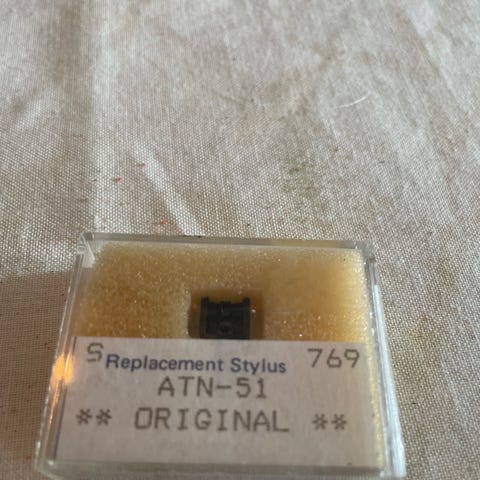 S Replacement Stylus 769
ATN-51
** ORIGINAL **